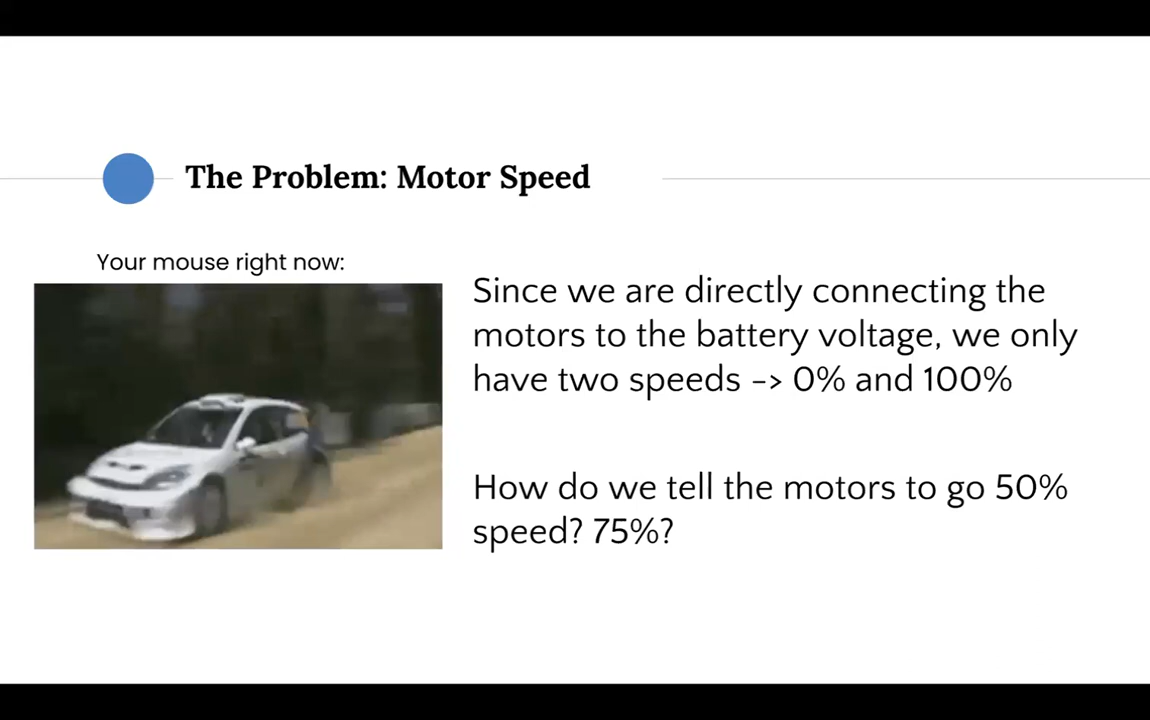 The Problem: Motor Speed
Your mouse right now:
Since we are directly connecting the
motors to the battery voltage, we only
have two speeds -> 0% and 100%
How do we tell the motors to go 50%
speed? 75%?